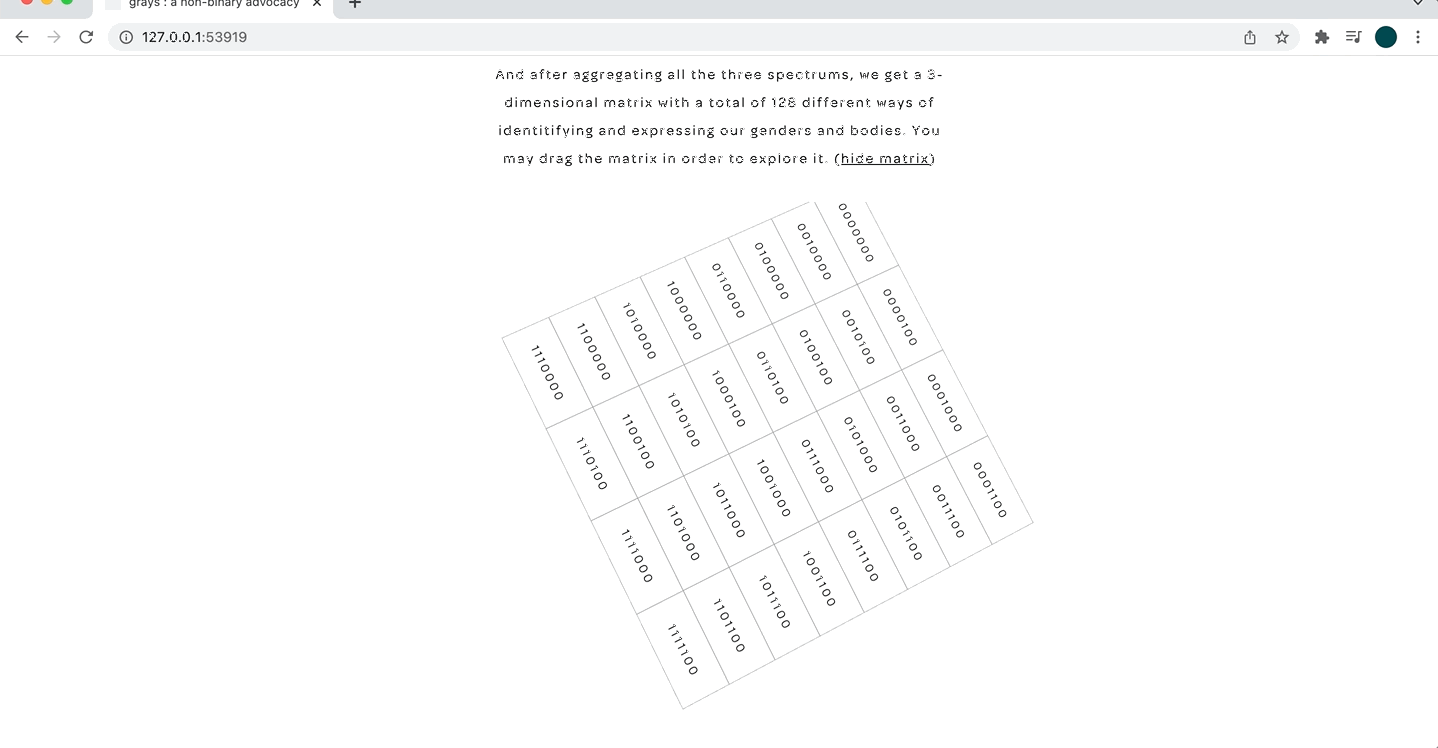 grays : a non-binary advocacy
127.0.0.1:53919
And after aggregating all the three spectrums, we get a 3-
dimensional matrix with a total of 128 different ways of
identitifying and expressing our genders and bodies. You
may drag the matrix in order to explore it. (hide matrix)
1110000 1100000 1010000 1000000 0110000 0100000 0010000 0000000
1110100 1100100 1010100 1000100 0110100 0100100 0010100 0000100
1111000 1101000 1011000 1001000 0111000 0101000 0011000 0001000
1111100 1101100 1011100 1001100 0111100 0101100 0011100 0001100